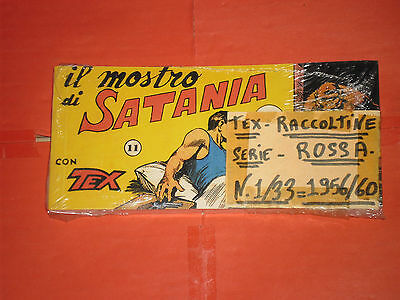 il mostro
di SATANIA
11
CON
TEX
TEX - RACCOLTINE
SERIE - ROSSA -
N. 1/33 = 1956/60